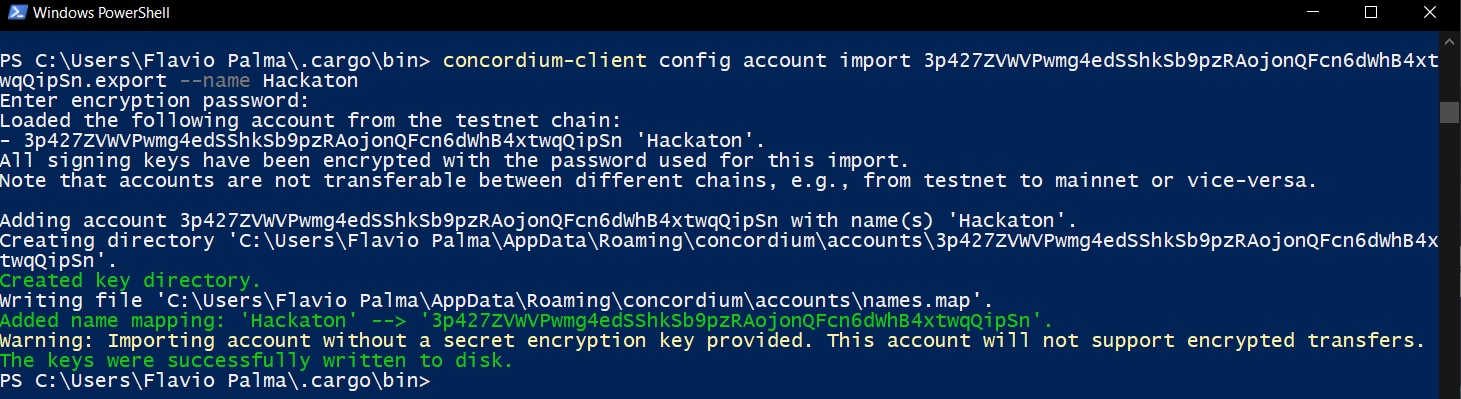 Windows PowerShell
PS C:\Users\Flavio Palma\.cargo\bin> concordium-client config account import 3p427ZVWVPwmg4edSShkSb9pzRAojonQFcn6dWhB4xt
wqQipSn.export --name Hackaton
Enter encryption password:
Loaded the following account from the testnet chain:
- 3p427ZVWVPwmg4edSShkSb9pzRAojonQFcn6dWhB4xtwqQipSn 'Hackaton'.
All signing keys have been encrypted with the password used for this import.
Note that accounts are not transferable between different chains, e.g., from testnet to mainnet or vice-versa.
Adding account 3p427ZVWVPwmg4edSShkSb9pzRAojonQFcn6dWhB4xtwqQipSn with name(s) 'Hackaton'.
Creating directory 'C:\Users\Flavio Palma\AppData\Roaming\concordium\accounts\3p427ZVWVPwmg4edSShkSb9pzRAojonQFcn6dWhB4x
twqQipSn'.
Created key directory.
Writing file 'C:\Users\Flavio Palma\AppData\Roaming\concordium\accounts\names.map'.
Added name mapping: 'Hackaton' --> '3p427ZVWVPwmg4edSShkSb9pzRAojonQFcn6dWhB4xtwqQipSn'.
Warning: Importing account without a secret encryption key provided. This account will not support encrypted transfers.
The keys were successfully written to disk.
PS C:\Users\Flavio Palma\.cargo\bin>